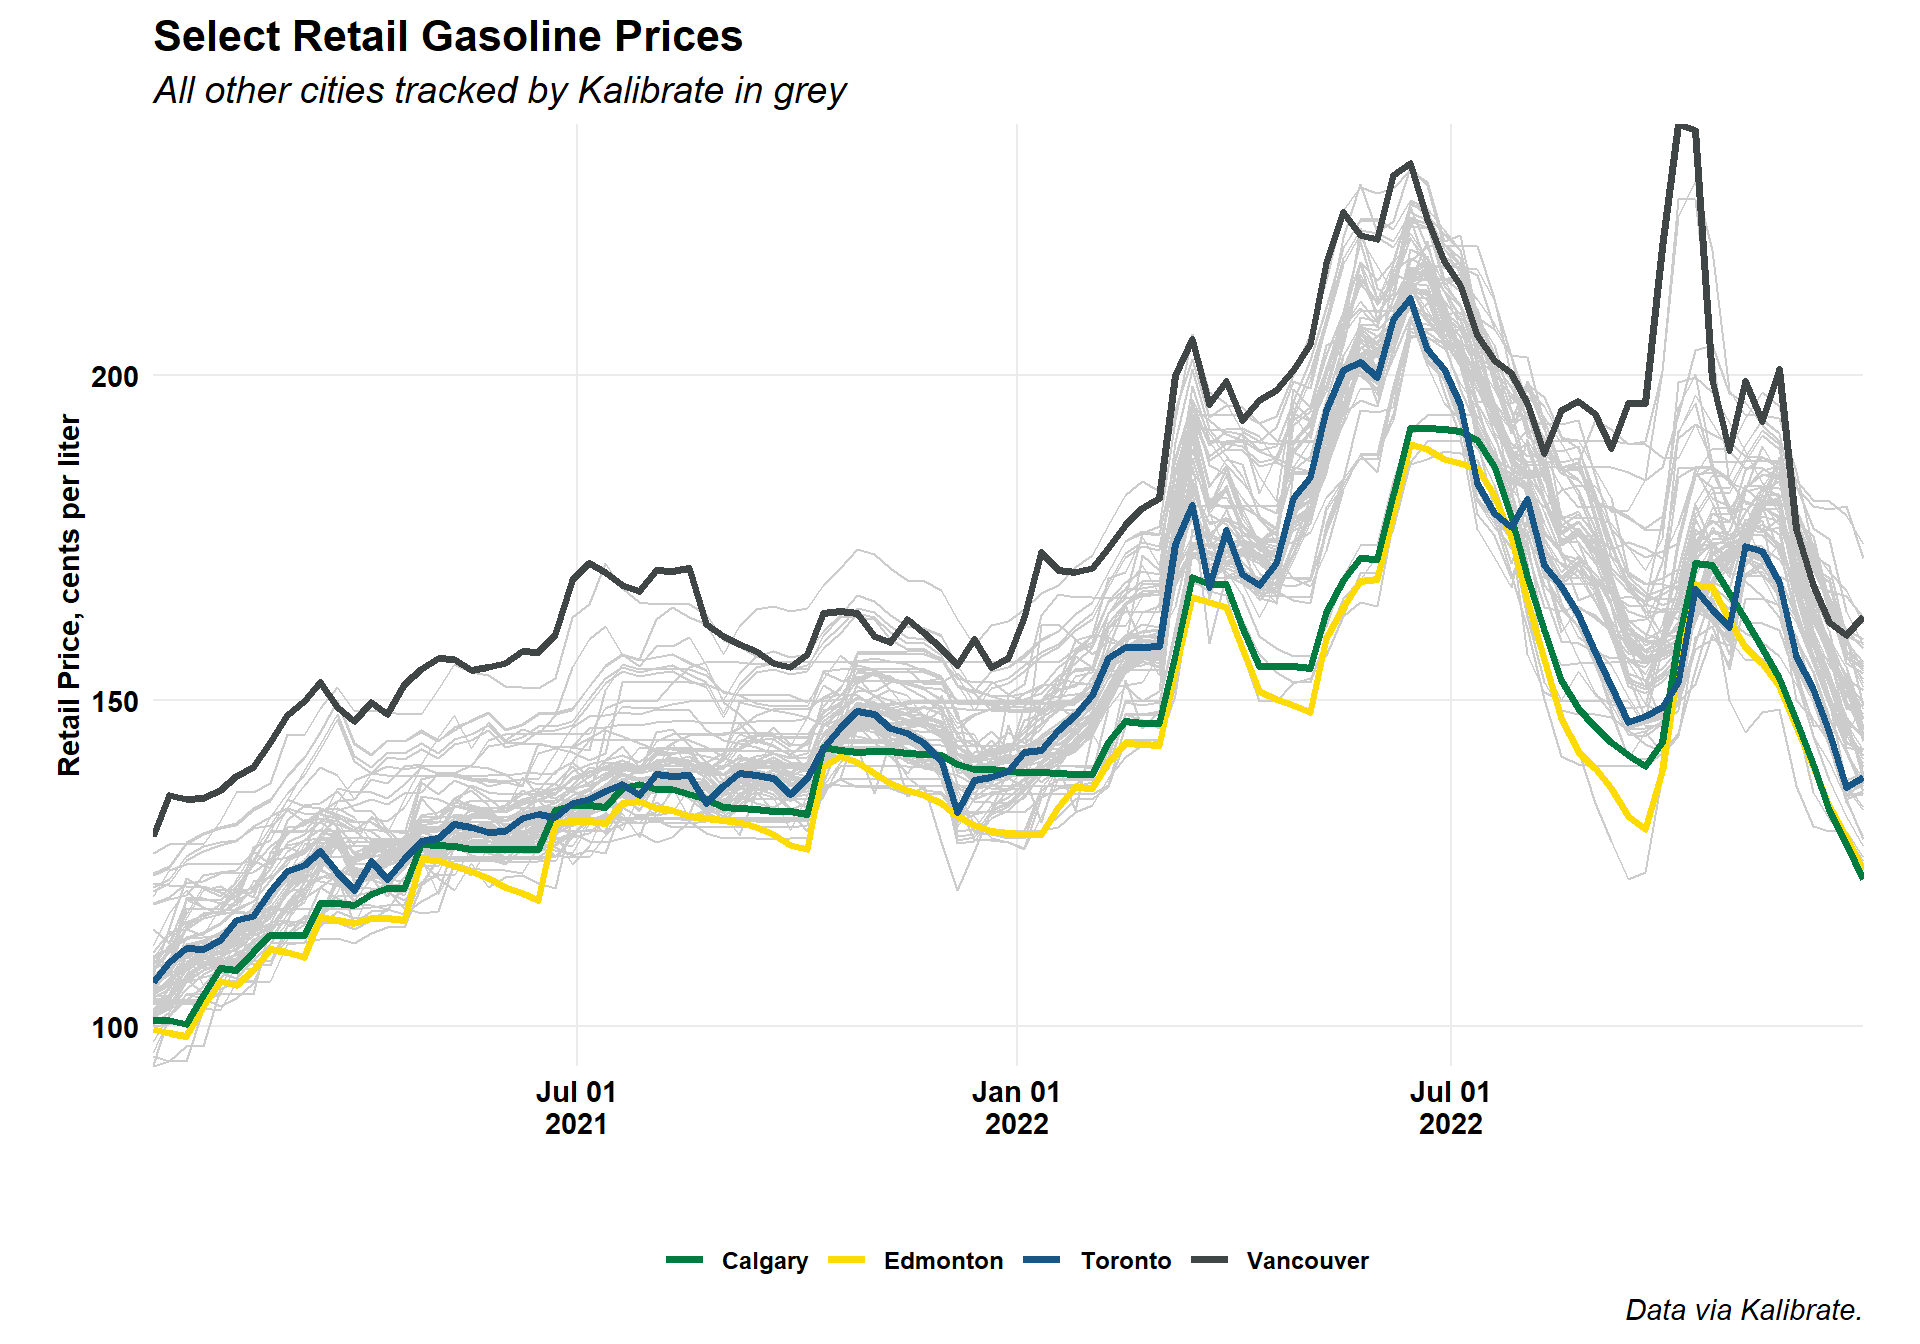 Select Retail Gasoline Prices
All other cities tracked by Kalibrate in grey
Retail Price, cents per liter
200
150
100
Jul 01
2021
Jan 01
2022
Jul 01
2022
Calgary
Edmonton
Toronto
Vancouver
Data via Kalibrate.